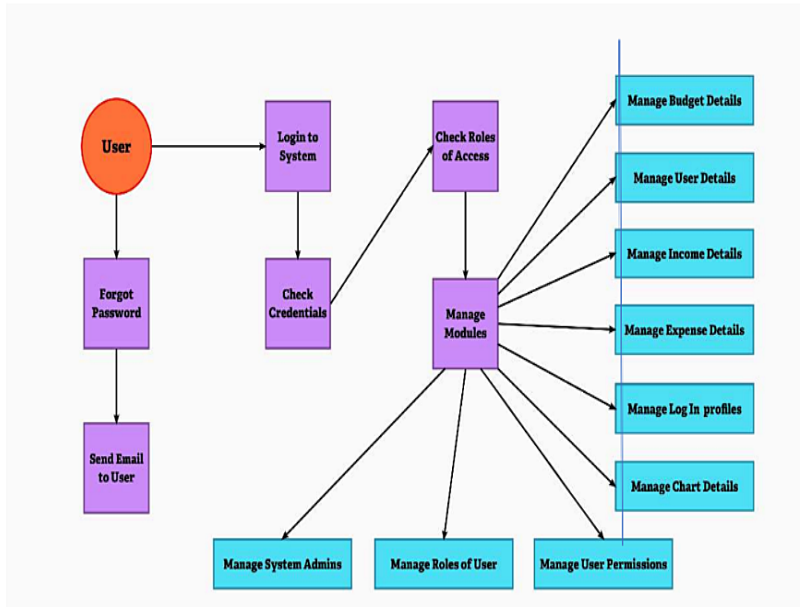 User
Login to
System
Check Roles
of Access
Manage Budget Details
Manage User Details
Manage Income Details
Forgot
Password
Check
Credentials
Manage
Modules
Manage Expense Details
Manage Log In profiles
Send Email
to User
Manage Chart Details
Manage System Admins
Manage Roles of User
Manage User Permissions